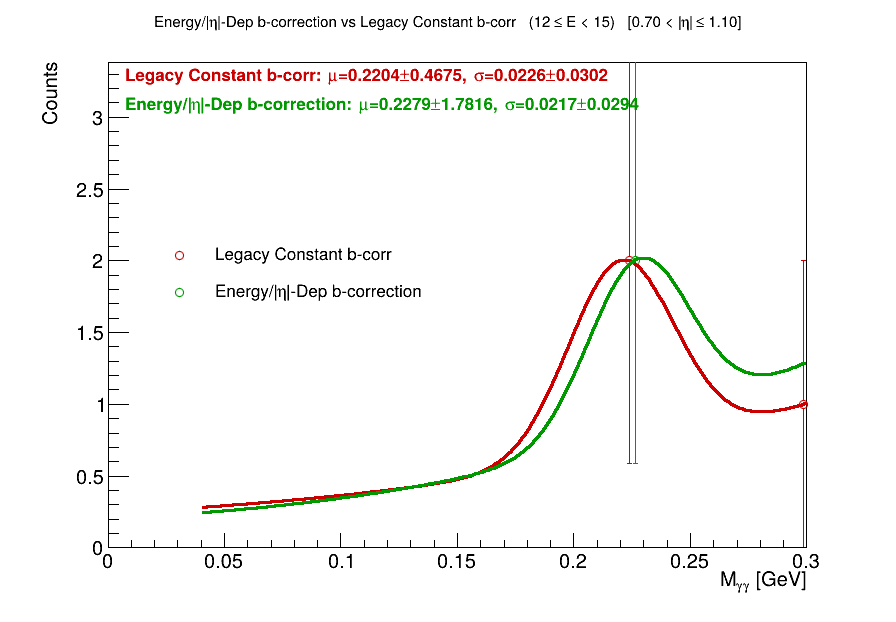 Energy/|η|-Dep b-correction vs Legacy Constant b-corr (12 ≤ E < 15) [0.70 < |η| ≤ 1.10]
Counts
Legacy Constant b-corr: μ=0.2204±0.4675, σ=0.0226±0.0302
Energy/|η|-Dep b-correction: μ=0.2279±1.7816, σ=0.0217±0.0294
3
2.5
Legacy Constant b-corr
2
Energy/|η|-Dep b-correction
1.5
1
0.5
0
0 0.05 0.1 0.15 0.2 0.25 0.3
Mγγ [GeV]